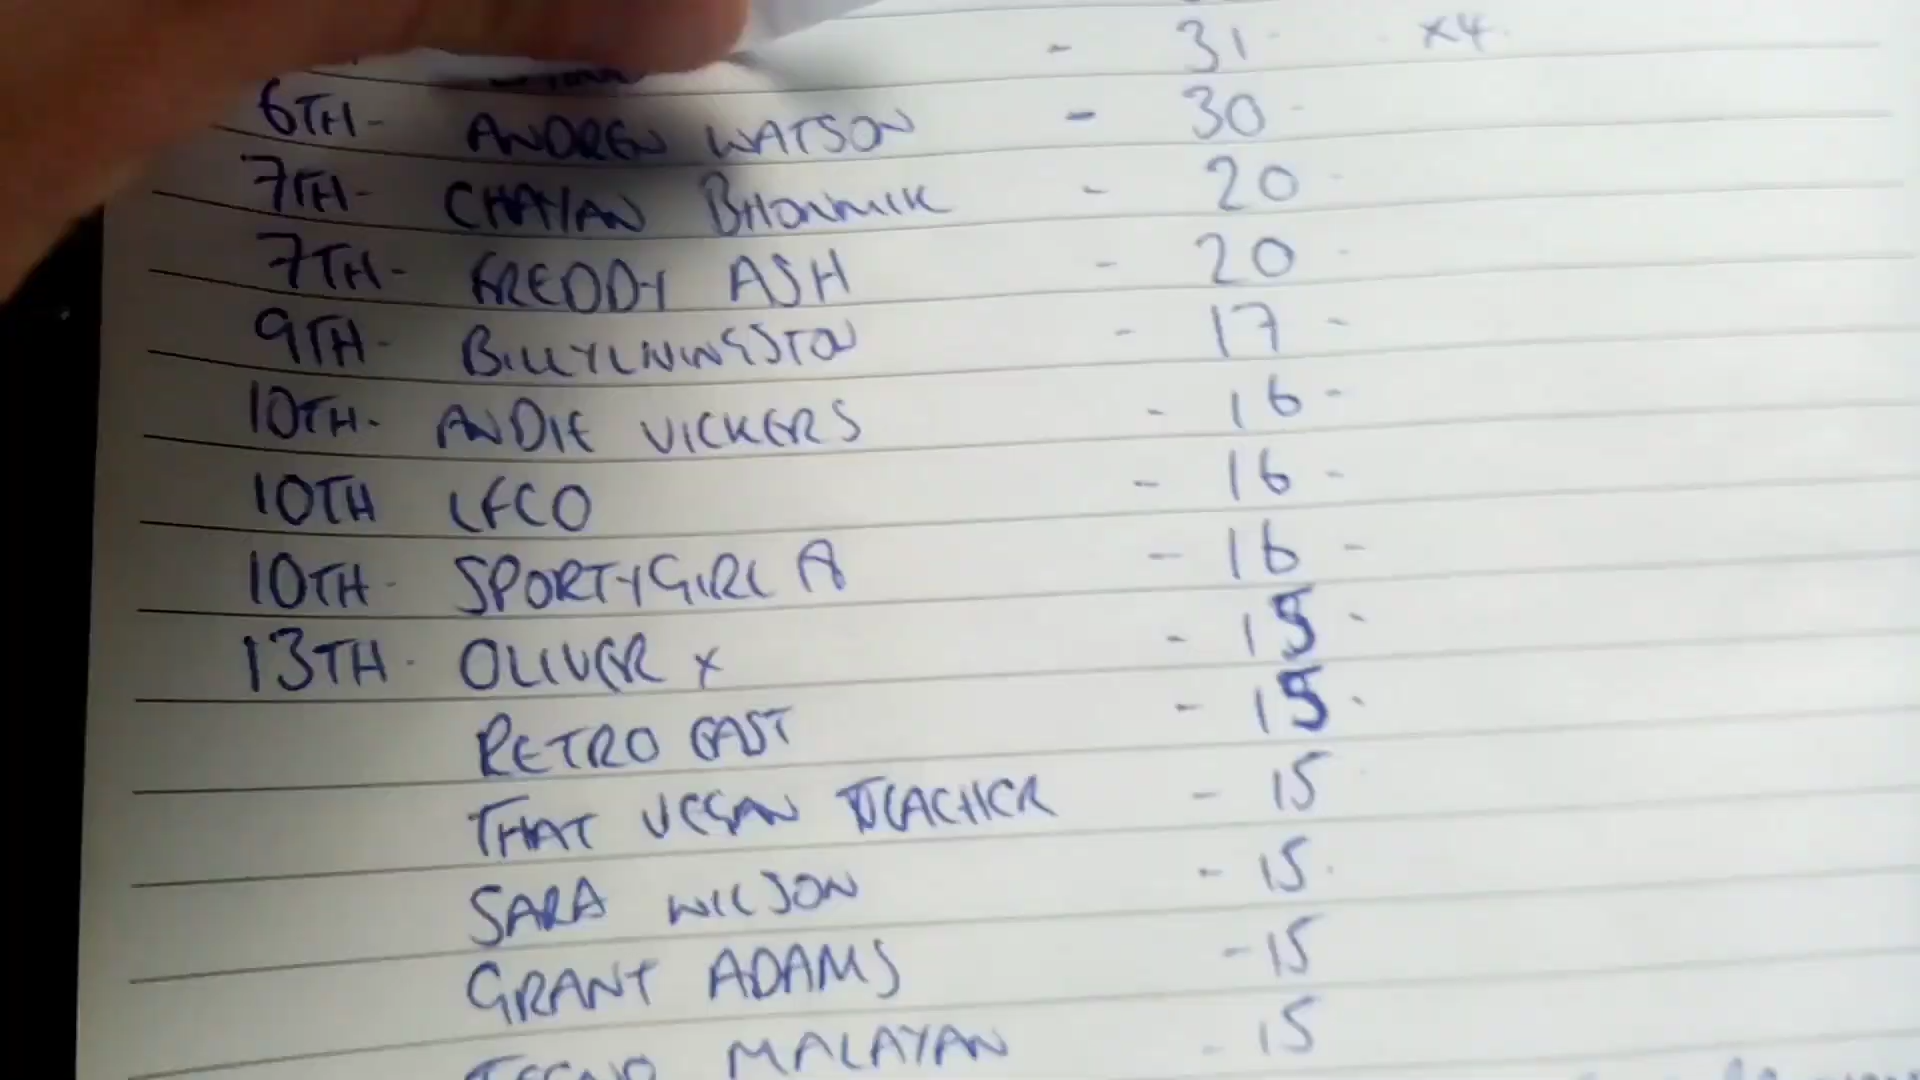 - 31 - x4
6TH- ANDREW WATSON - 30 -
7TH- CHAYAN BHOWMIK - 20 -
7TH- FREDDY ASH - 20 -
9TH- BILLYLIVINGSTON - 17 -
10TH- ANDIE VICKERS - 16 -
10TH LFCO - 16 -
10TH- SPORTYGIRL A - 16 -
13TH- OLIVER X - 15 -
RETRO GAST - 15 -
THAT VEGAN TEACHER - 15
SARA WILSON - 15
GRANT ADAMS - 15
MALAYAN - 15